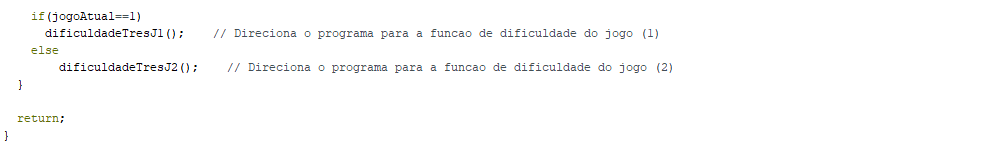 if(jogoAtual==1)
dificuldadeTresJ1();    // Direciona o programa para a funcao de dificuldade do jogo (1)
else
dificuldadeTresJ2();    // Direciona o programa para a funcao de dificuldade do jogo (2)
}
return;
}